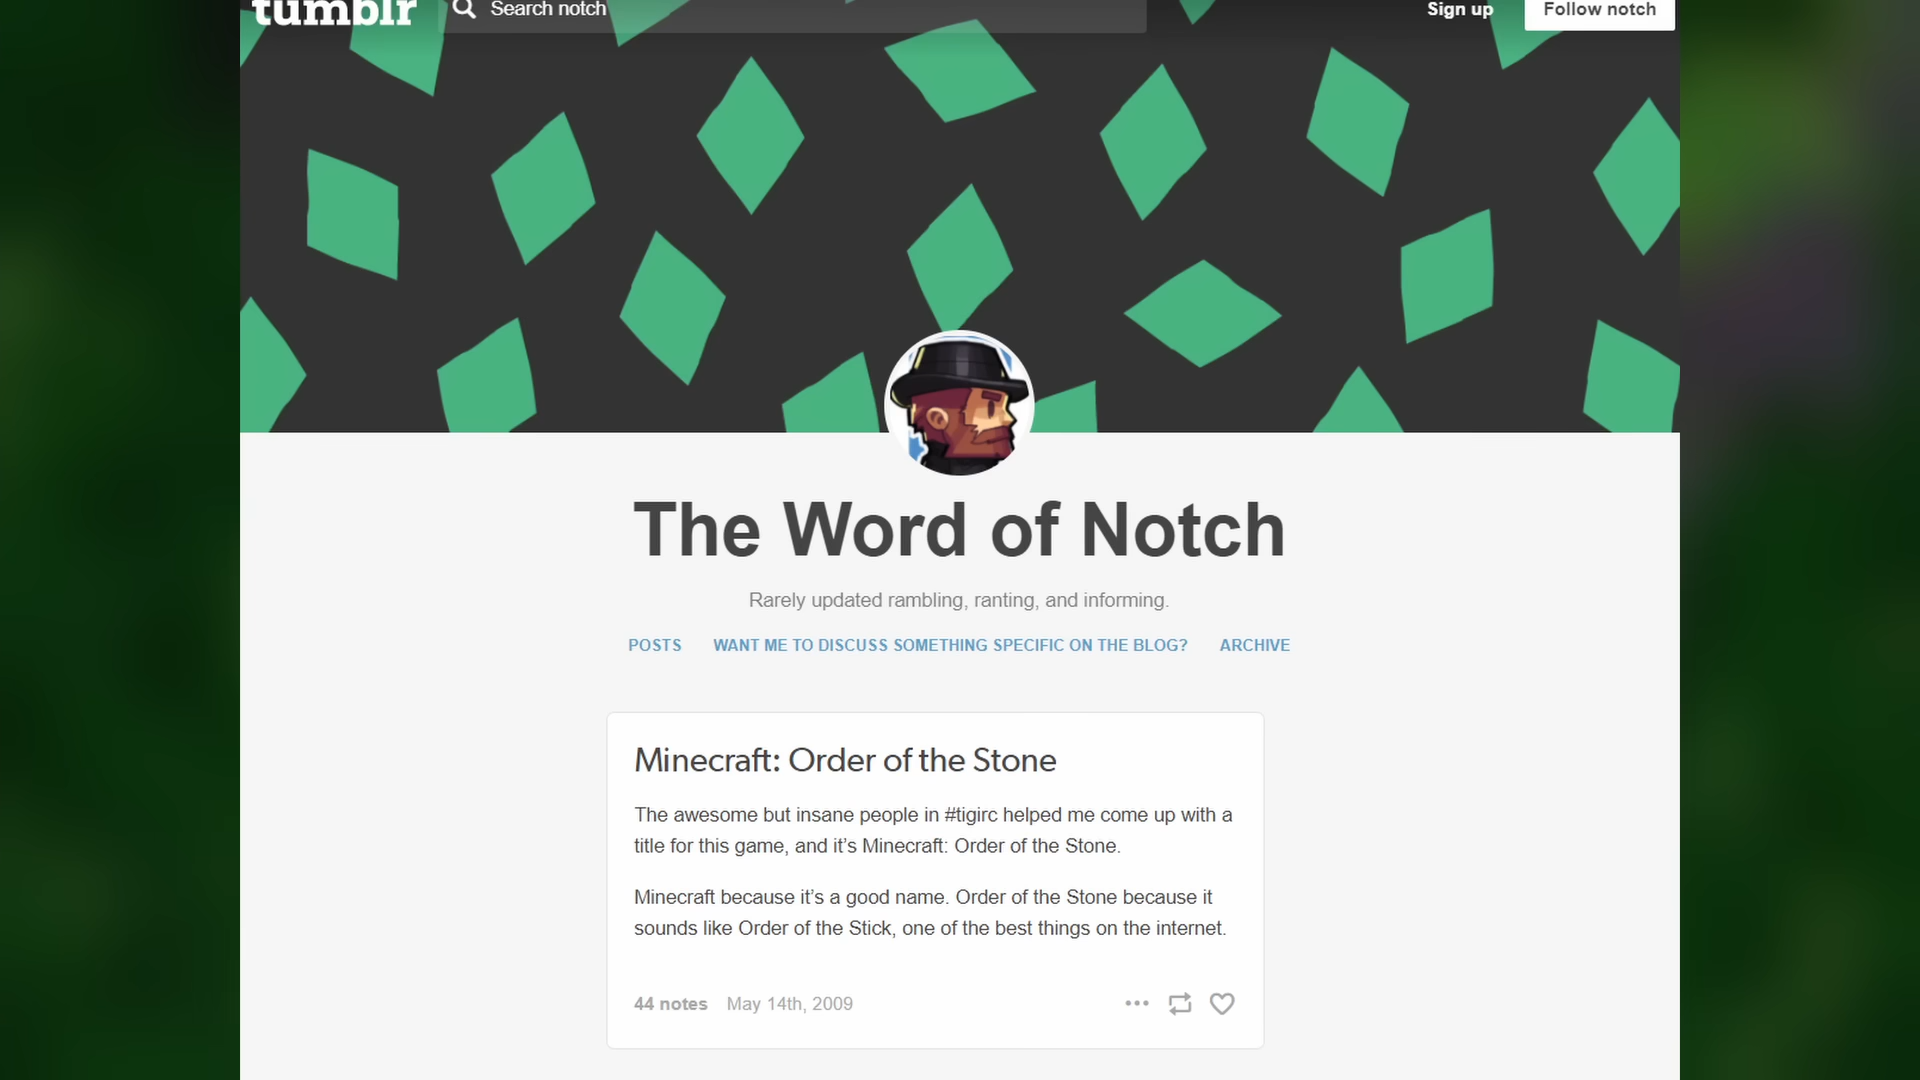 tumblr
Search notch
Sign up
Follow notch
The Word of Notch
Rarely updated rambling, ranting, and informing.
POSTS
WANT ME TO DISCUSS SOMETHING SPECIFIC ON THE BLOG?
ARCHIVE
Minecraft: Order of the Stone
The awesome but insane people in #tigirc helped me come up with a
title for this game, and it’s Minecraft: Order of the Stone.
Minecraft because it’s a good name. Order of the Stone because it
sounds like Order of the Stick, one of the best things on the internet.
44 notes
May 14th, 2009